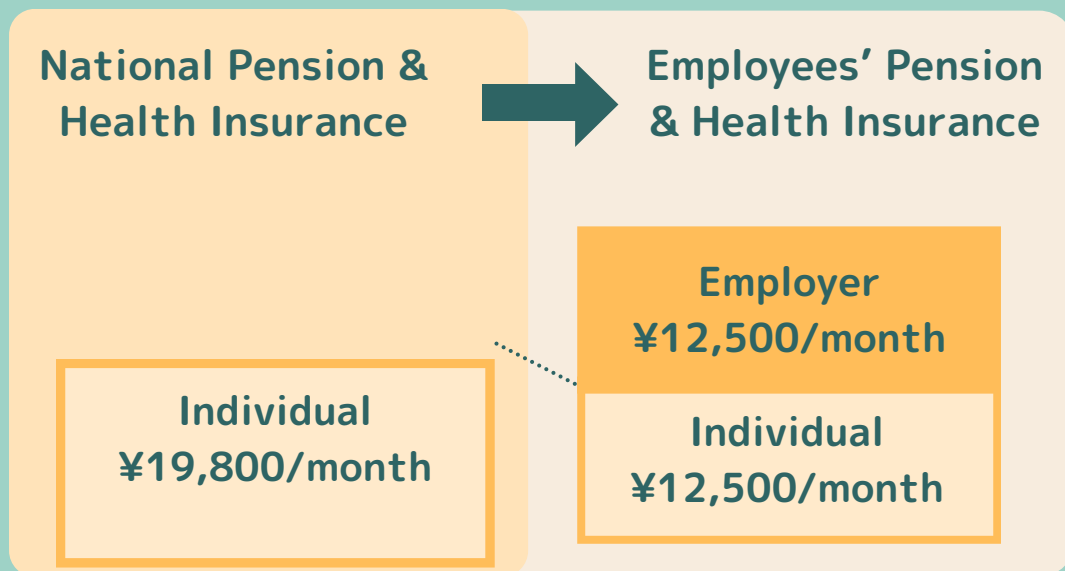 National Pension &
Health Insurance
Employees' Pension
& Health Insurance
Individual
¥19,800/month
Employer
¥12,500/month
Individual
¥12,500/month